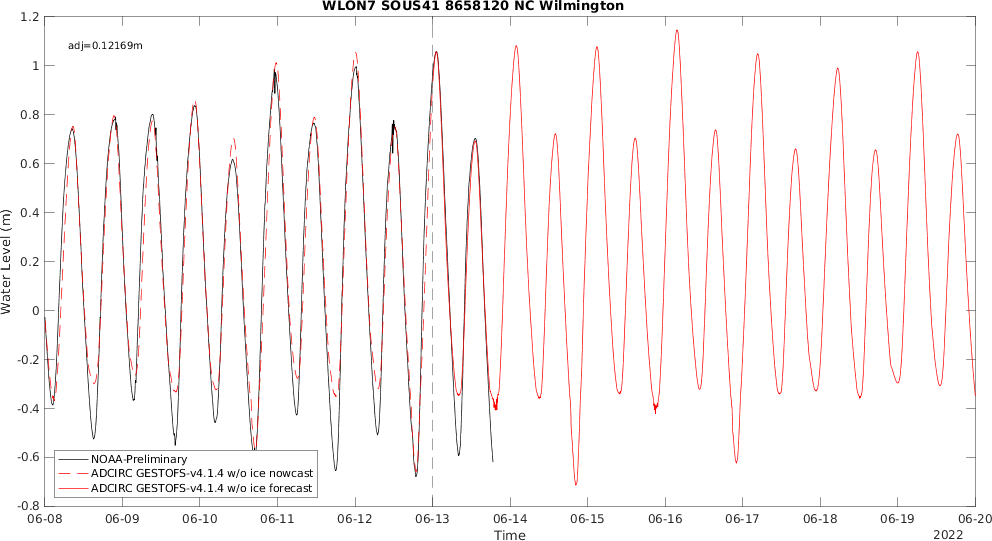 WLON7 SOUS41 8658120 NC Wilmington
adj=0.12169m
1.2
1
0.8
0.6
0.4
0.2
0
-0.2
-0.4
-0.6
-0.8
Water Level (m)
NOAA-Preliminary
ADCIRC GESTOFS-v4.1.4 w/o ice nowcast
ADCIRC GESTOFS-v4.1.4 w/o ice forecast
06-08 06-09 06-10 06-11 06-12 06-13 06-14 06-15 06-16 06-17 06-18 06-19 06-20
Time
2022